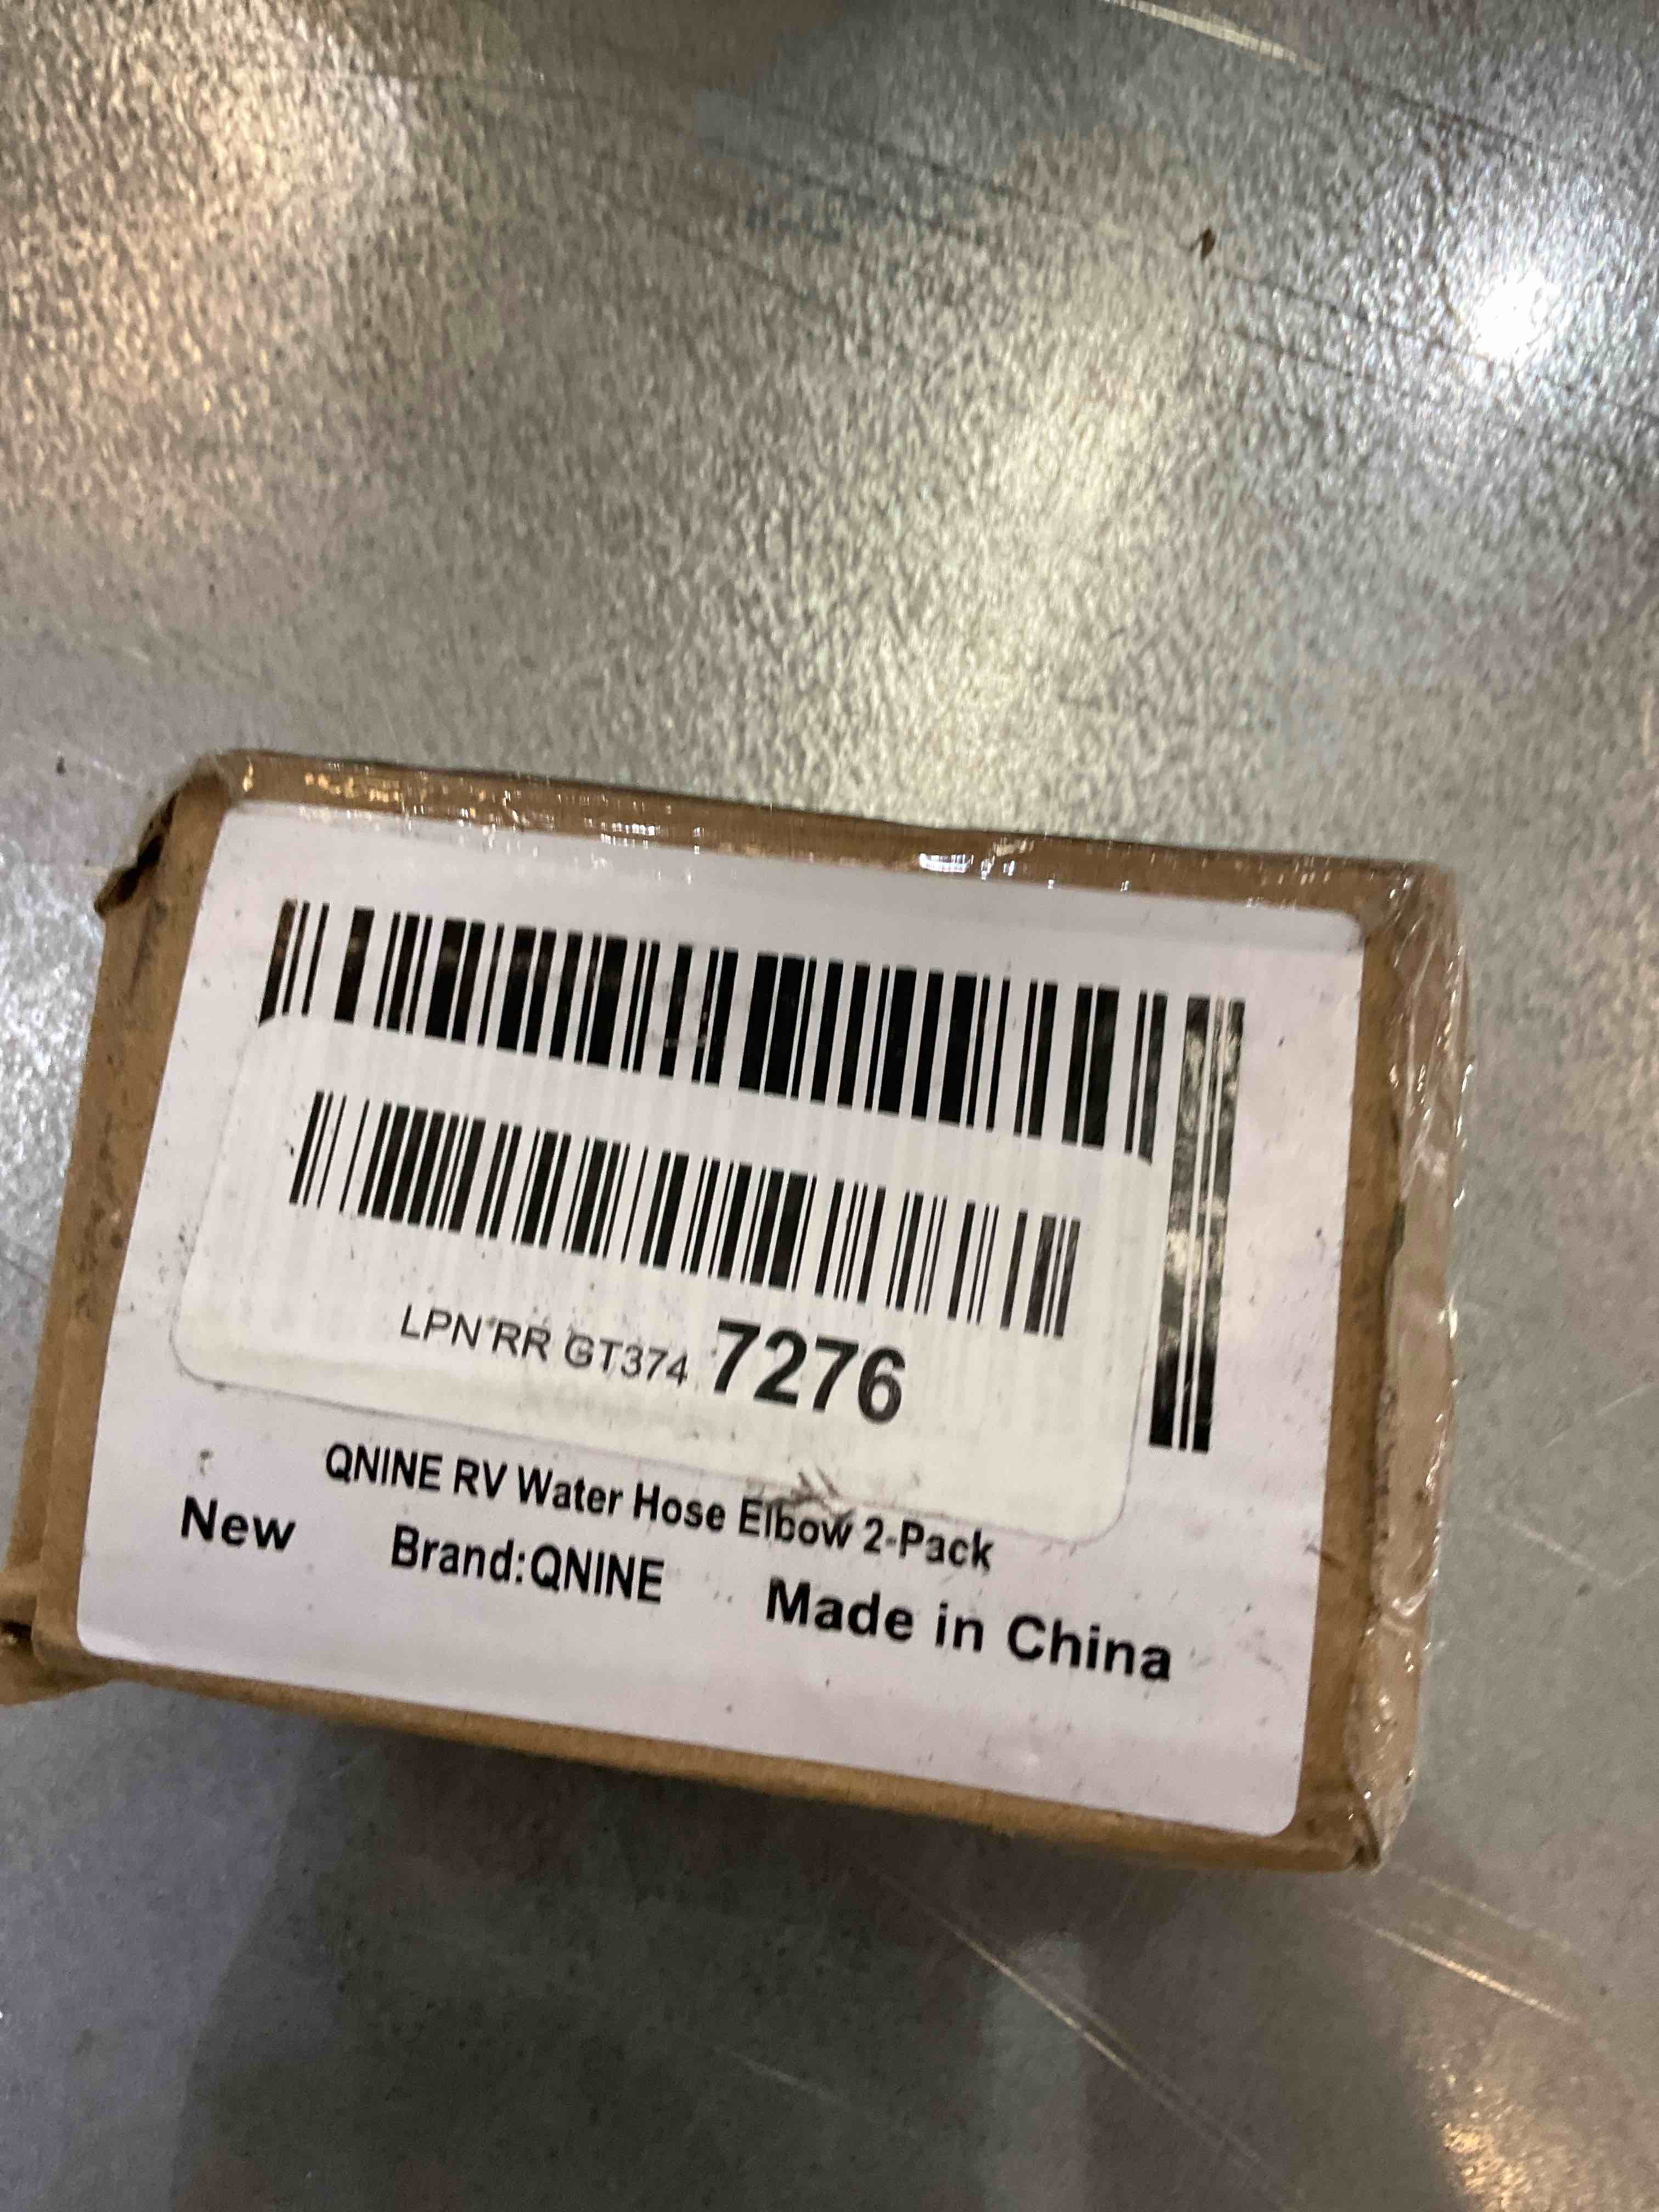 LPN RR GT374 7276
QNINE RV Water Hose Elbow 2-Pack
New Brand:QNINE Made in China